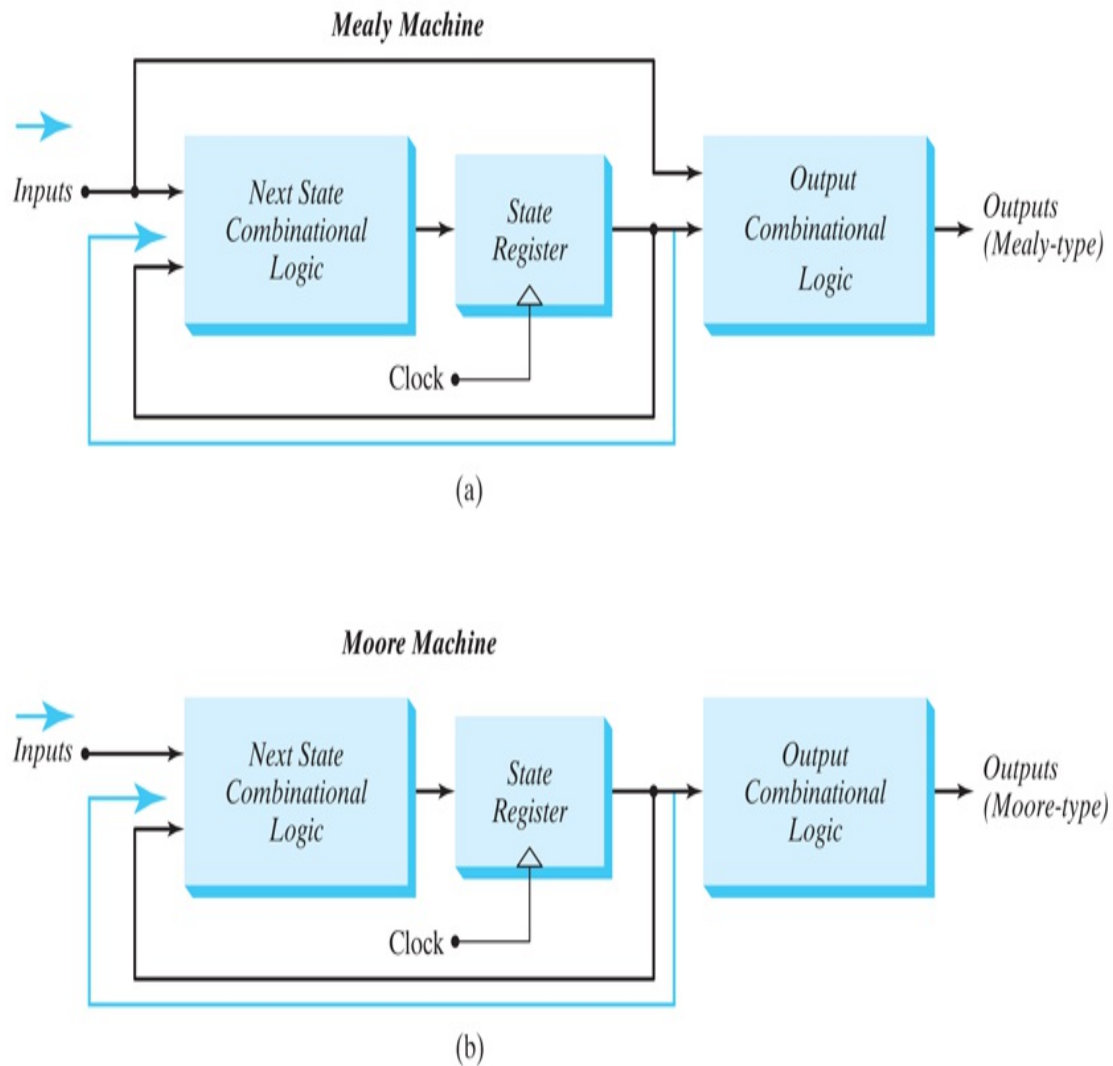 Mealy Machine
Inputs
Next State
Combinational
Logic
State
Register
Output
Combinational
Logic
Outputs
(Mealy-type)
Clock
(a)
Moore Machine
Inputs
Next State
Combinational
Logic
State
Register
Output
Combinational
Logic
Outputs
(Moore-type)
Clock
(b)